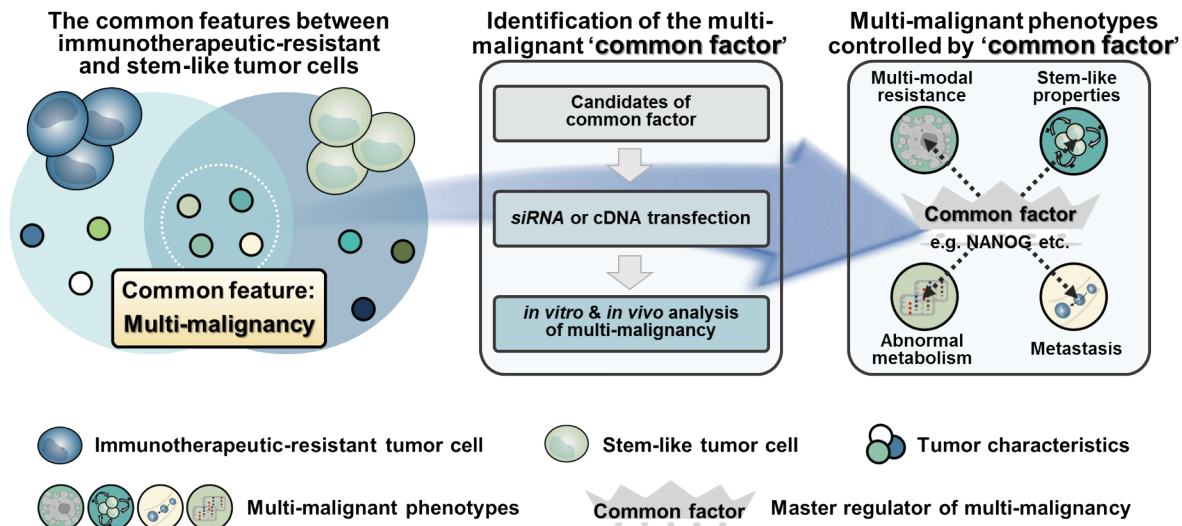 The common features between
immunotherapeutic-resistant
and stem-like tumor cells
Common feature:
Multi-malignancy
Identification of the multi-
malignant ‘common factor’
Candidates of
common factor
siRNA or cDNA transfection
in vitro & in vivo analysis
of multi-malignancy
Multi-malignant phenotypes
controlled by ‘common factor’
Multi-modal
resistance
Stem-like
properties
Common factor
e.g. NANOG etc.
Abnormal
metabolism
Metastasis
Immunotherapeutic-resistant tumor cell
Stem-like tumor cell
Tumor characteristics
Multi-malignant phenotypes
Common factor
Master regulator of multi-malignancy